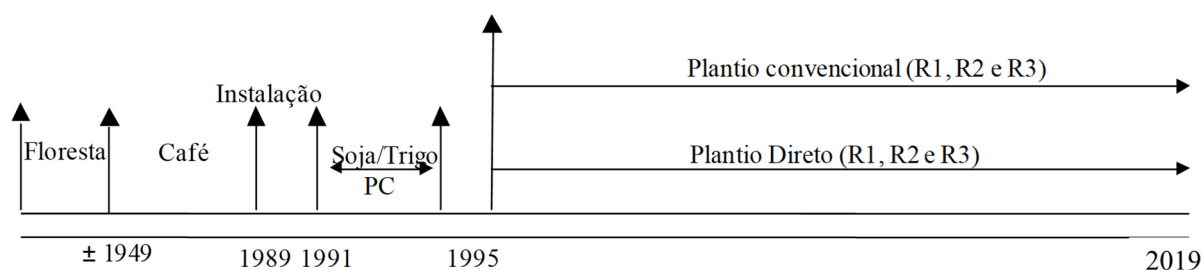 Plantio convencional (R1, R2 e R3)
Instalação
Floresta
Café
Soja/Trigo
Plantio Direto (R1, R2 e R3)
PC
± 1949
1989
1991
1995
2019